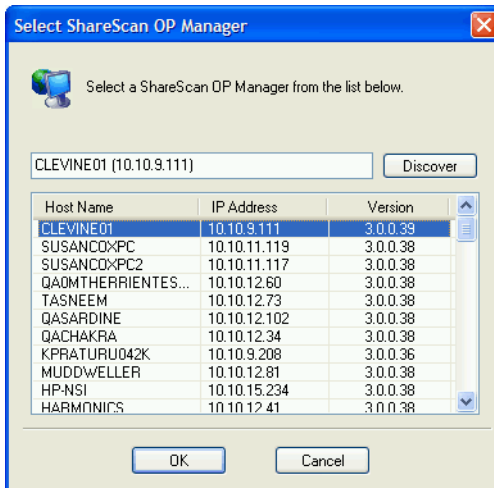 Select ShareScan OP Manager
Select a ShareScan OP Manager from the list below.
CLEVINE01 (10.10.9.111) Discover
Host Name IP Address Version
CLEVINE01 10.10.9.111 3.0.0.39
SUSANCOXPC 10.10.11.119 3.0.0.38
SUSANCOXPC2 10.10.11.117 3.0.0.38
QA0MTHERRIENTES... 10.10.12.60 3.0.0.38
TASNEEM 10.10.12.73 3.0.0.38
QASARDINE 10.10.12.102 3.0.0.38
QACHAKRA 10.10.12.34 3.0.0.38
KPRATURU042K 10.10.9.208 3.0.0.36
MUDDWELLER 10.10.12.81 3.0.0.38
HP-NSI 10.10.15.234 3.0.0.38
HARMONICS 10.10.12.41 3.0.0.38
OK Cancel